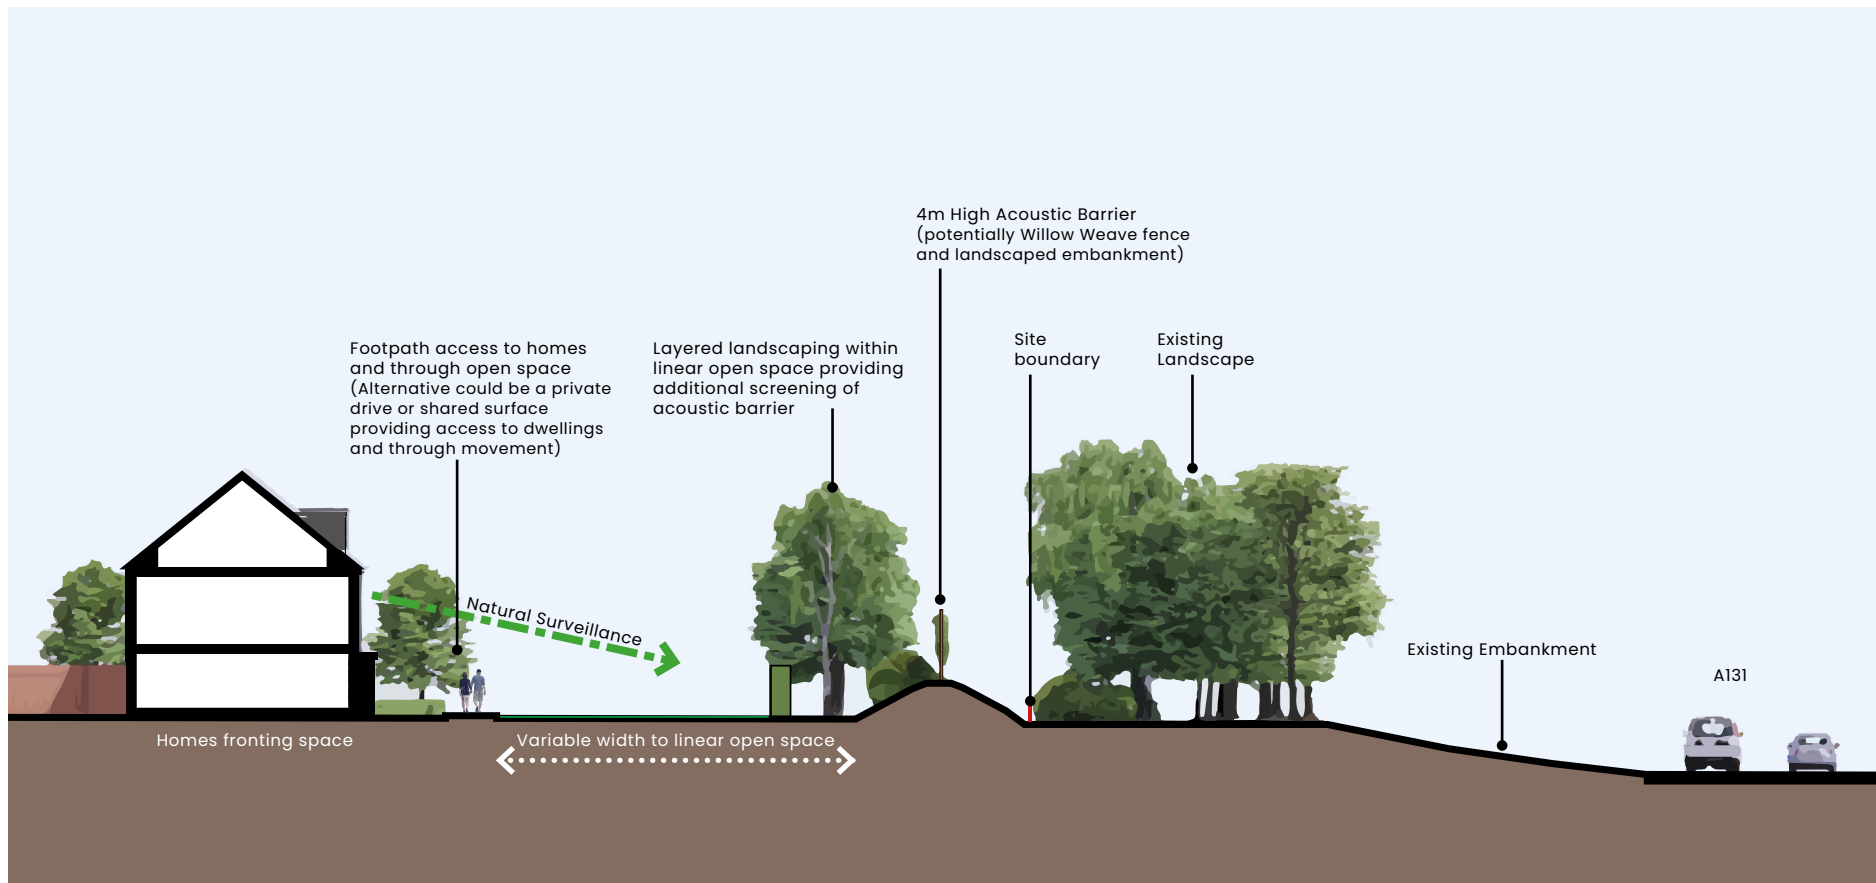 4m High Acoustic Barrier
(potentially Willow Weave fence
and landscaped embankment)
Footpath access to homes
and through open space
(Alternative could be a private
drive or shared surface
providing access to dwellings
and through movement)
Layered landscaping within
linear open space providing
additional screening of
acoustic barrier
Site
boundary
Existing
Landscape
Natural Surveillance
Existing Embankment
A131
Homes fronting space
Variable width to linear open space